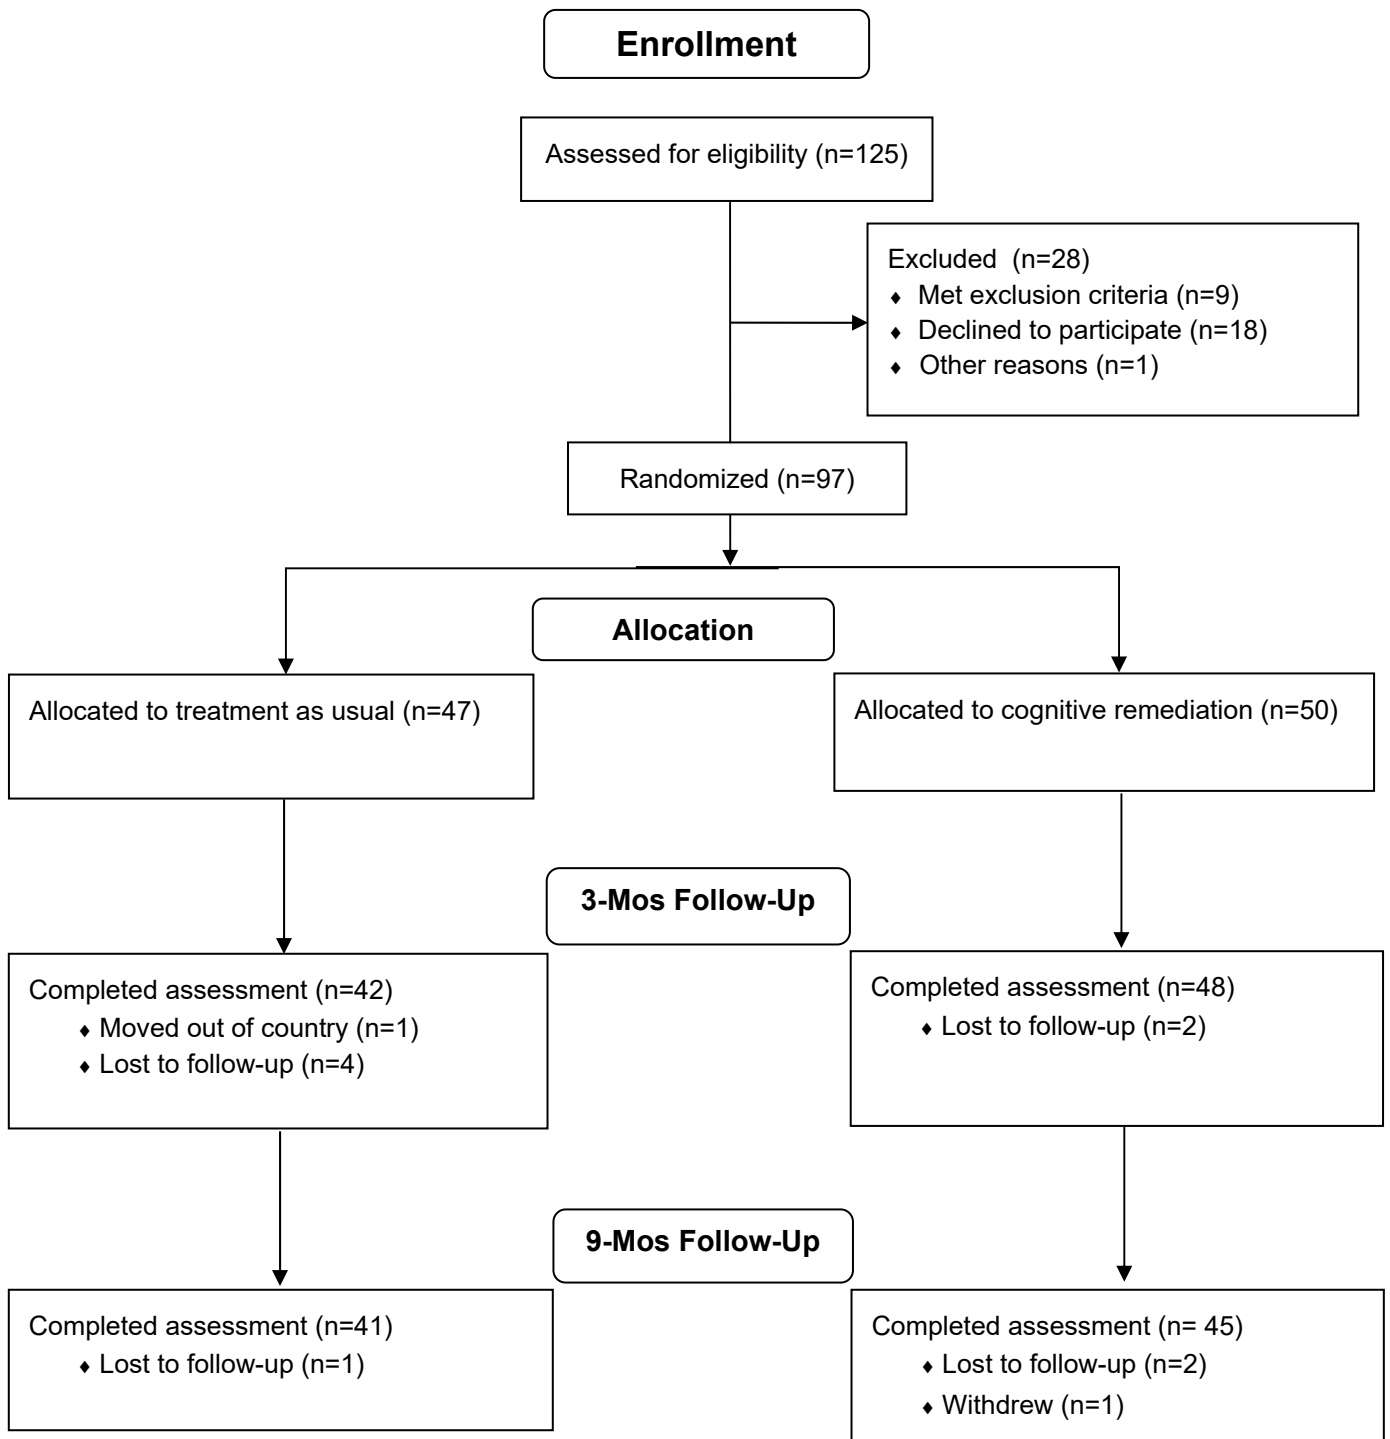 Enrollment
Assessed for eligibility (n=125)
Excluded (n=28)
♦ Met exclusion criteria (n=9)
♦ Declined to participate (n=18)
♦ Other reasons (n=1)
Randomized (n=97)
Allocation
Allocated to treatment as usual (n=47)
Allocated to cognitive remediation (n=50)
3-Mos Follow-Up
Completed assessment (n=42)
♦ Moved out of country (n=1)
♦ Lost to follow-up (n=4)
Completed assessment (n=48)
♦ Lost to follow-up (n=2)
9-Mos Follow-Up
Completed assessment (n=41)
♦ Lost to follow-up (n=1)
Completed assessment (n= 45)
♦ Lost to follow-up (n=2)
♦ Withdrew (n=1)